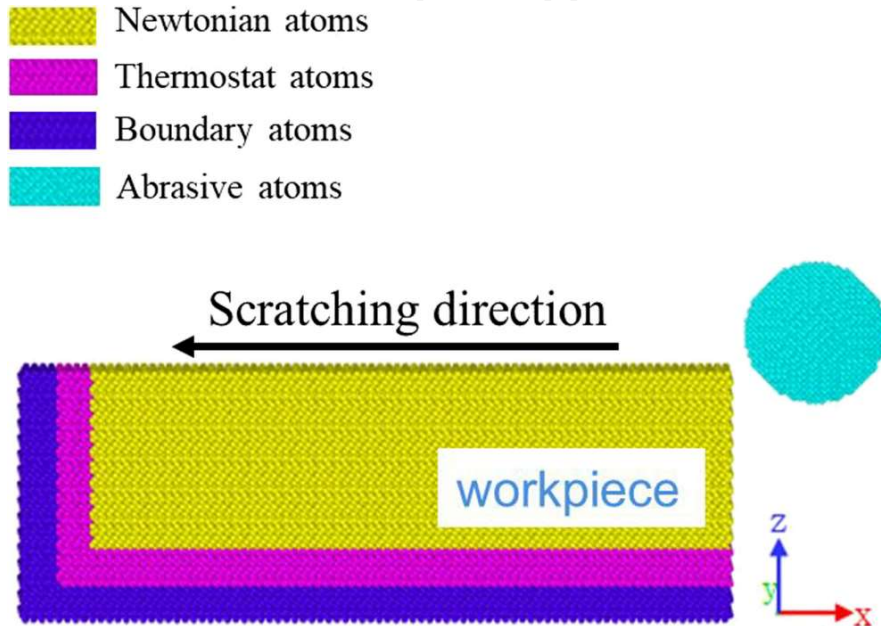 Newtonian atoms
Thermostat atoms
Boundary atoms
Abrasive atoms
Scratching direction
workpiece
z
y
x